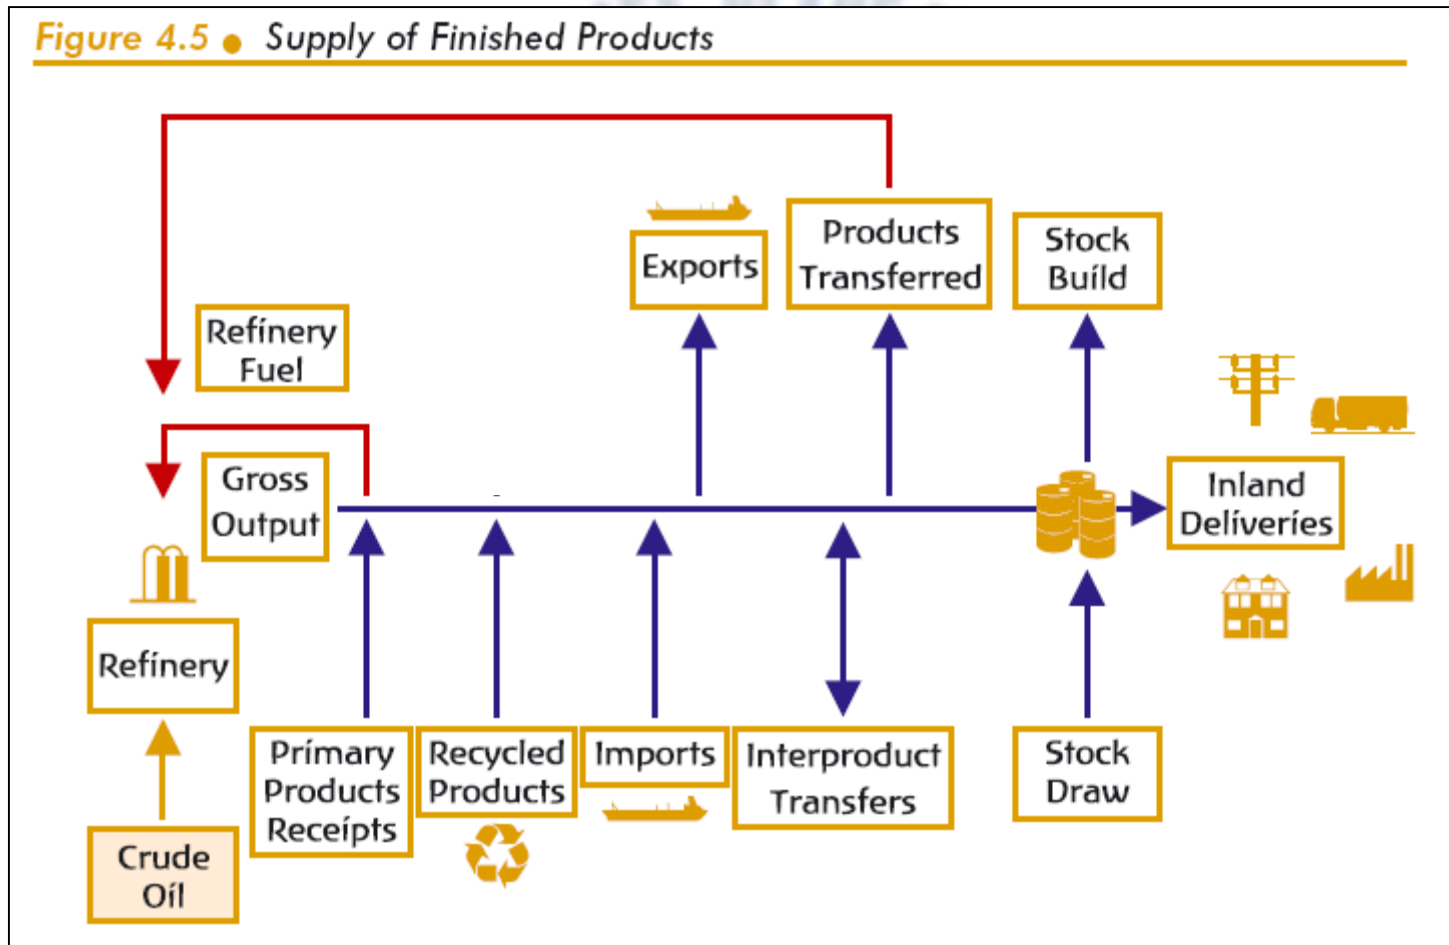 Figure 4.5 ● Supply of Finished Products
Exports
Products
Transferred
Stock
Build
Refinery
Fuel
Gross
Output
Inland
Deliveries
Refinery
Primary
Products
Receipts
Recycled
Products
Imports
Interproduct
Transfers
Stock
Draw
Crude
Oil